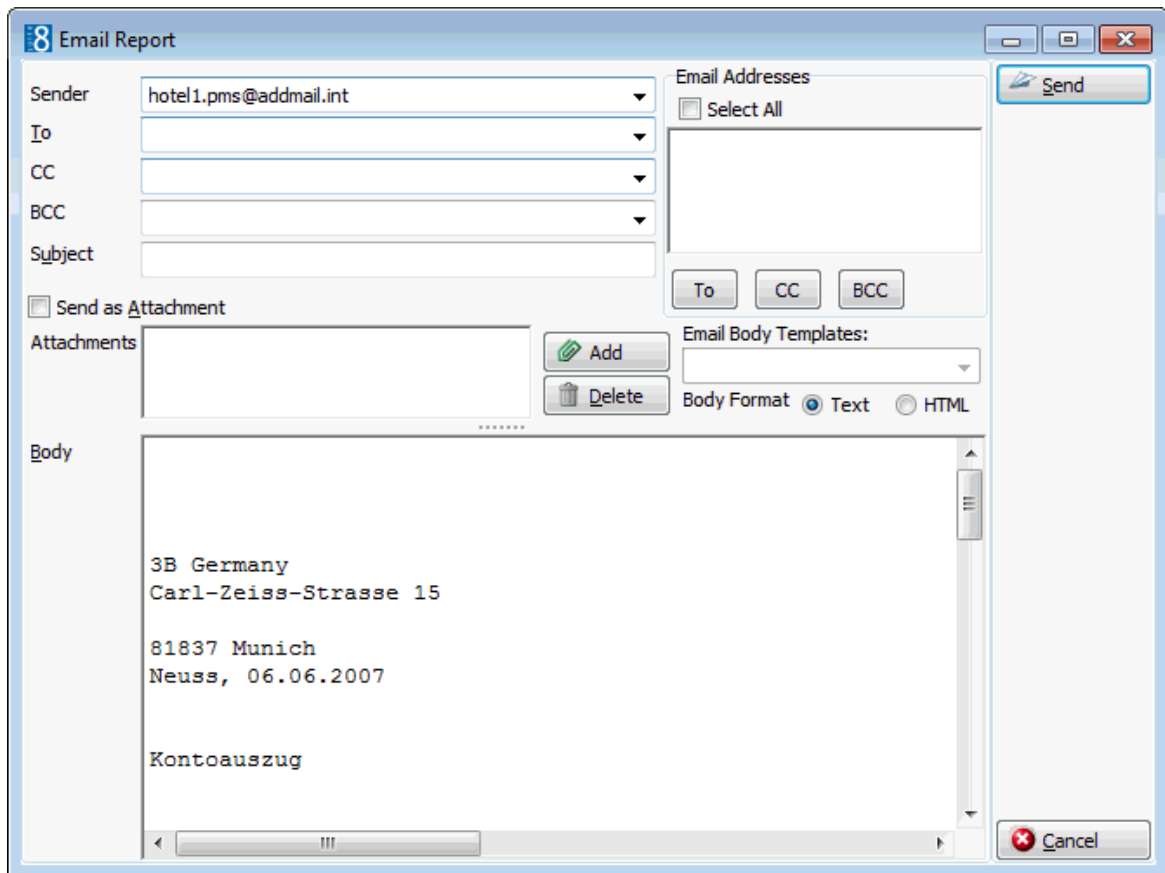 8 Email Report
Sender hotel1.pms@addmail.int
To
CC
BCC
Subject
Email Addresses
Select All
To CC BCC
Send
Send as Attachment
Attachments
Add
Delete
Email Body Templates:
Body Format Text HTML
Body
3B Germany
Carl-Zeiss-Strasse 15
81837 Munich
Neuss, 06.06.2007
Kontoauszug
Cancel